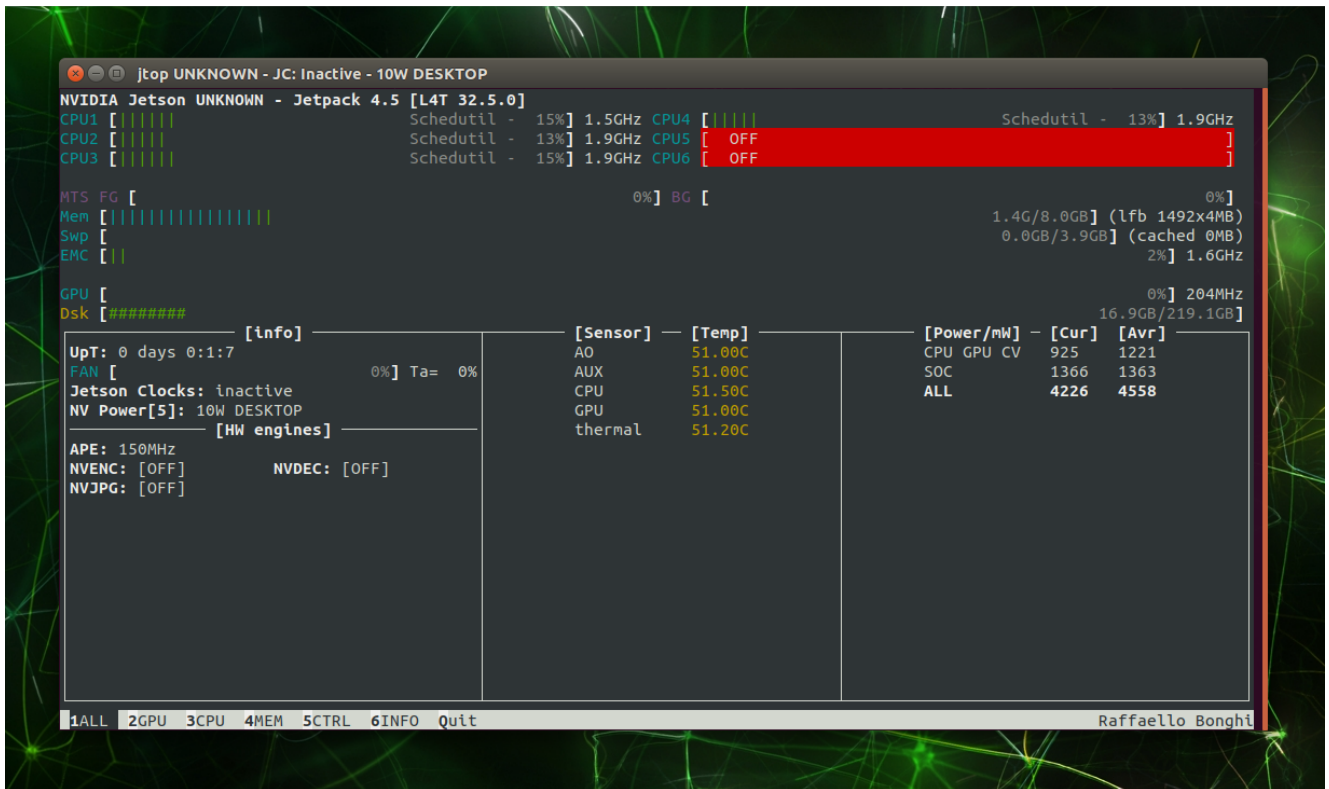 jtop UNKNOWN - JC: Inactive - 10W DESKTOP
NVIDIA Jetson UNKNOWN - Jetpack 4.5 [L4T 32.5.0]
CPU1 [|||||| Schedutil - 15%] 1.5GHz CPU4 [||||| Schedutil - 13%] 1.9GHz
CPU2 [||||| Schedutil - 13%] 1.9GHz CPU5 [ OFF ]
CPU3 [|||||| Schedutil - 15%] 1.9GHz CPU6 [ OFF ]
MTS FG [ 0%] BG [ 0%]
Mem [||||||||||||||||| 1.4G/8.0GB] (lfb 1492x4MB)
Swp [ 0.0GB/3.9GB] (cached 0MB)
EMC [|| 2%] 1.6GHz
GPU [ 0%] 204MHz
Dsk [######## 16.9GB/219.1GB]
[info] [Sensor] [Temp] [Power/mW] [Cur] [Avr]
UpT: 0 days 0:1:7 AO 51.00C CPU GPU CV 925 1221
FAN [ 0%] Ta= 0% AUX 51.00C SOC 1366 1363
Jetson Clocks: inactive CPU 51.50C ALL 4226 4558
NV Power[5]: 10W DESKTOP GPU 51.00C
[HW engines] thermal 51.20C
APE: 150MHz
NVENC: [OFF] NVDEC: [OFF]
NVJPG: [OFF]
1ALL 2GPU 3CPU 4MEM 5CTRL 6INFO Quit Raffaello Bonghi